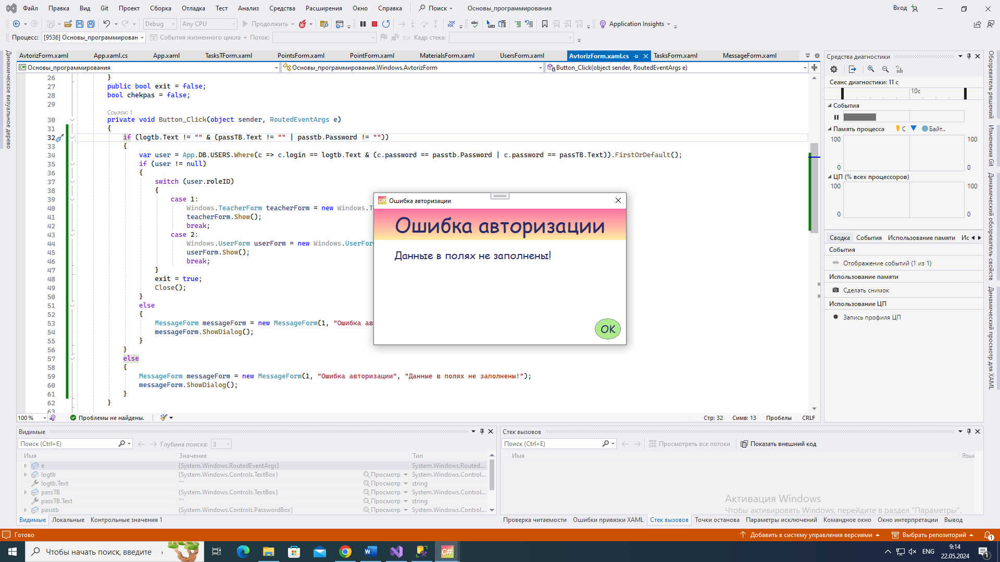 Файл Правка Вид Git Проект Сборка Отладка Тест Анализ Средства Расширения Окно Справка Поиск Основы_программирования Вход
Debug Any CPU Продолжить Application Insights
Процесс: [9536] Основы_программирован События жизненного цикла Поток: Кадр стека:
AvtorizForm.xaml App.xaml.cs App.xaml TasksTForm.xaml PointsForm.xaml PointForm.xaml MaterialsForm.xaml UsersForm.xaml AvtorizForm.xaml.cs TasksForm.xaml MessageForm.xaml
Основы_программирования Основы_программирования.Windows.AvtorizForm Button_Click(object sender, RoutedEventArgs e)
Динамическое визуальное дерево
26 }
27 public bool exit = false;
28 bool chekpas = false;
29
Ссылок: 1
30 private void Button_Click(object sender, RoutedEventArgs e)
31 {
32 if (logtb.Text != "" & (passTB.Text != "" | passtb.Password != ""))
33 {
34 var user = App.DB.USERS.Where(c => c.login == logtb.Text & (c.password == passtb.Password | c.password == passTB.Text)).FirstOrDefault();
35 if (user != null)
36 {
37 switch (user.roleID)
38 {
39 case 1:
40 Windows.TeacherForm teacherForm = new Windows.T
41 teacherForm.Show();
42 break;
43 case 2:
44 Windows.UserForm userForm = new Windows.UserFor
45 userForm.Show();
46 break;
47 }
48 exit = true;
49 Close();
50 }
51 else
52 {
53 MessageForm messageForm = new MessageForm(1, "Ошибка ав
54 messageForm.ShowDialog();
55 }
56 }
57 else
58 {
59 MessageForm messageForm = new MessageForm(1, "Ошибка авторизации", "Данные в полях не заполнены!");
60 messageForm.ShowDialog();
61 }
62 }
63
C# Ошибка авторизации
Ошибка авторизации
Данные в полях не заполнены!
OK
100 % Проблемы не найдены. Стр: 32 Симв: 13 Пробелы CRLF
Средства диагностики
Сеанс диагностики: 11 с
10с
События
Память процесса С Байт..
100 100
0 0
ЦП (% всех процессоров)
100 100
0 0
Сводка События Использование памяти Ис
События
Отображение событий (1 из 1)
Использование памяти
Сделать снимок
Использование ЦП
Запись профиля ЦП
Обозреватель решений
Изменения Git
Динамический обозреватель свойств
Динамический просмотр для XAML
Видимые
Поиск (Ctrl+E) Глубина поиска: 3
Имя Значение Тип
e {System.Windows.RoutedEventArgs} System.Windows.Routed...
logtb {System.Windows.Controls.TextBox} Просмотр System.Windows.Control...
logtb.Text "" Просмотр string
passTB {System.Windows.Controls.TextBox} Просмотр System.Windows.Control...
passTB.Text "" Просмотр string
passtb {System.Windows.Controls.PasswordBox} Просмотр System.Windows.Control...
Видимые Локальные Контрольные значения 1
Стек вызовов
Поиск (Ctrl+E) Просмотреть все потоки Показать внешний код
Имя Язык
Активация Windows
Чтобы активировать Windows, перейдите в раздел "Параметры".
Проверка читаемости Ошибки привязки XAML Стек вызовов Точки останова Параметры исключений Командное окно Окно интерпретации Вывод
Готово Добавить в систему управления версиями Выбрать репозиторий 1
Чтобы начать поиск, введите C# ENG 9:14
22.05.2024 1